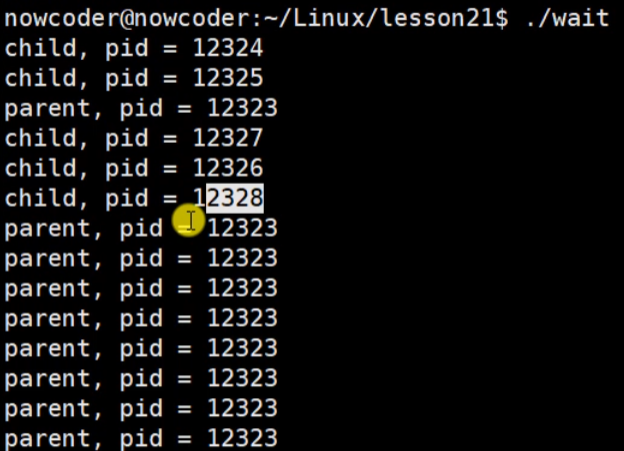 nowcoder@nowcoder:~/Linux/lesson21$ ./wait
child, pid = 12324
child, pid = 12325
parent, pid = 12323
child, pid = 12327
child, pid = 12326
child, pid = 12328
parent, pid = 12323
parent, pid = 12323
parent, pid = 12323
parent, pid = 12323
parent, pid = 12323
parent, pid = 12323
parent, pid = 12323
parent, pid = 12323